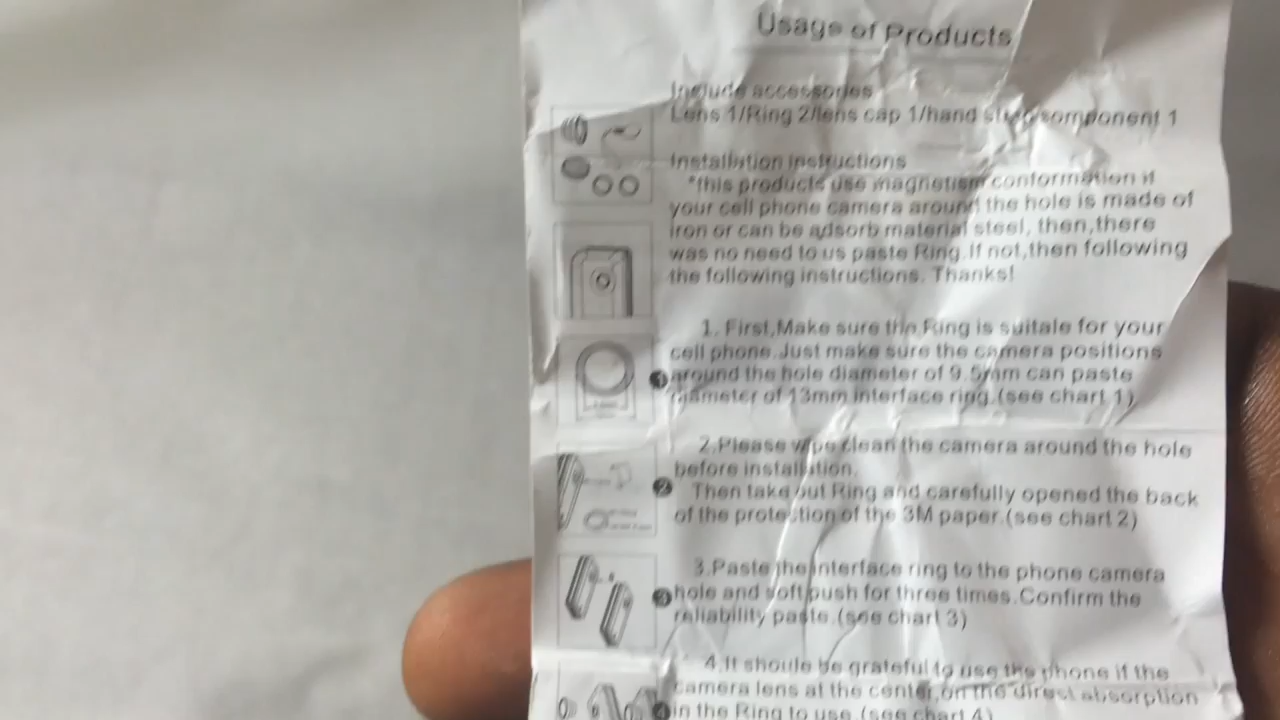 Usage of Products
Include accessories
Lens 1/Ring 2/lens cap 1/hand strap component 1
Installation instructions
*this products use magnetism conformation if
your cell phone camera around the hole is made of
iron or can be adsorb material steel, then,there
was no need to us paste Ring.If not,then following
the following instructions. Thanks!
1. First,Make sure the Ring is suitale for your
cell phone.Just make sure the camera positions
1 around the hole diameter of 9.5mm can paste
diameter of 13mm interface ring.(see chart 1)
2.Please wipe clean the camera around the hole
before installation.
2 Then take out Ring and carefully opened the back
of the protection of the 3M paper.(see chart 2)
3.Paste the interface ring to the phone camera
3 hole and soft push for three times.Confirm the
reliability paste.(see chart 3)
4.It shoule be grateful to use the phone if the
camera lens at the center,on the direst absorption
4 in the Ring to use.(see chart 4)